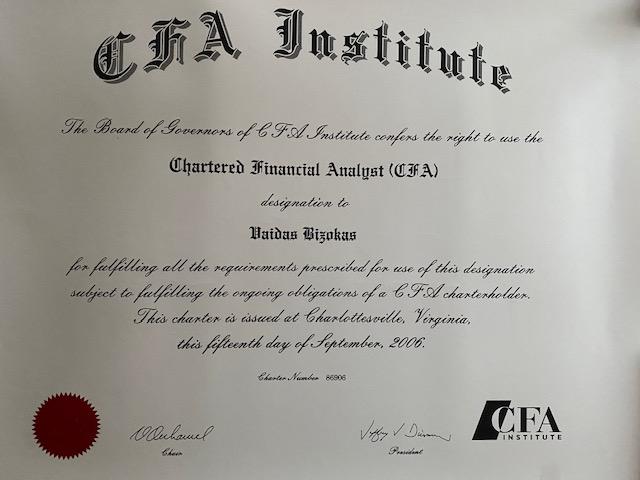 CFA Institute
The Board of Governors of CFA Institute confers the right to use the
Chartered Financial Analyst (CFA)
designation to
Vaidas Bizokas
for fulfilling all the requirements prescribed for use of this designation
subject to fulfilling the ongoing obligations of a CFA charterholder.
This charter is issued at Charlottesville, Virginia,
this fifteenth day of September, 2006.
Charter Number 86906
Chair
President
CFA
INSTITUTE